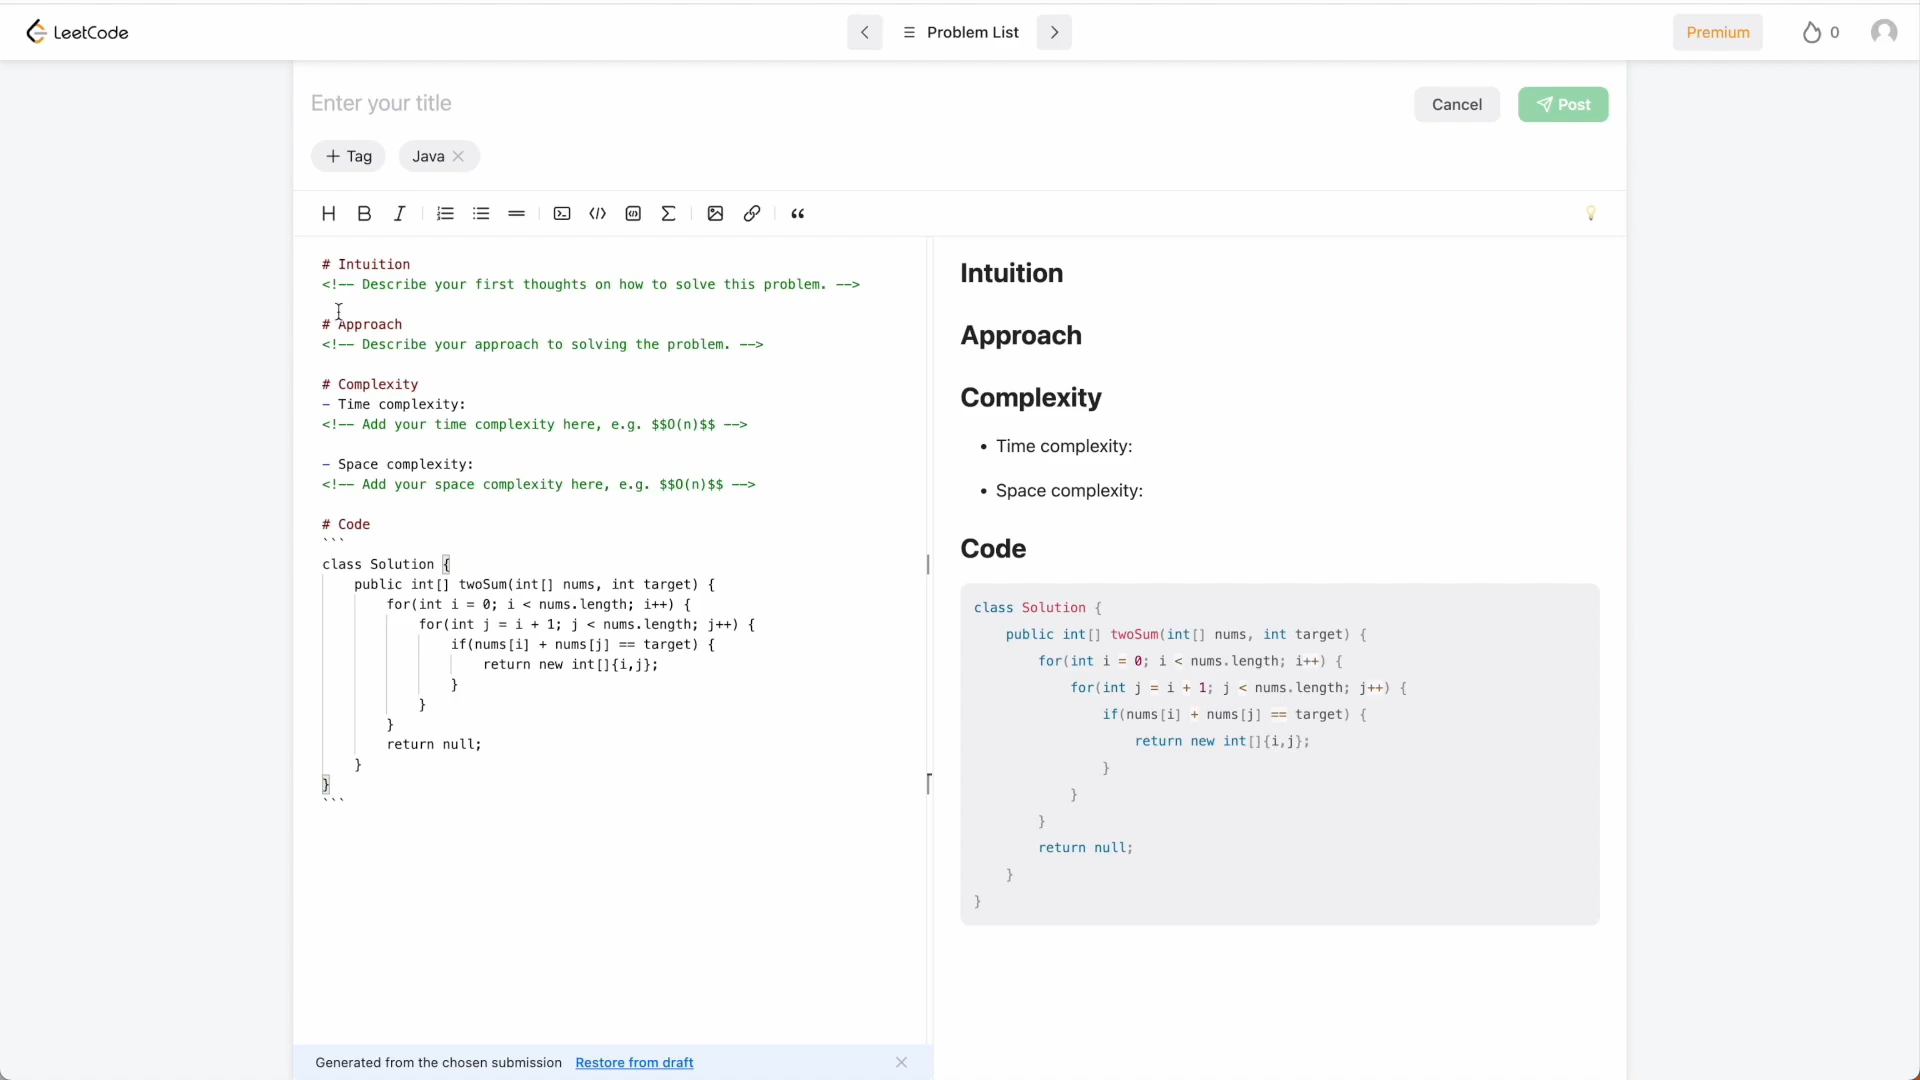 LeetCode
Problem List
Premium
0
Enter your title
Cancel
Post
+ Tag
Java
# Intuition
<!-- Describe your first thoughts on how to solve this problem. -->
# Approach
<!-- Describe your approach to solving the problem. -->
# Complexity
- Time complexity:
<!-- Add your time complexity here, e.g. $$O(n)$$ -->
- Space complexity:
<!-- Add your space complexity here, e.g. $$O(n)$$ -->
# Code
```
class Solution {
    public int[] twoSum(int[] nums, int target) {
        for(int i = 0; i < nums.length; i++) {
            for(int j = i + 1; j < nums.length; j++) {
                if(nums[i] + nums[j] == target) {
                    return new int[]{i,j};
                }
            }
        }
        return null;
    }
}
```
Intuition
Approach
Complexity
• Time complexity:
• Space complexity:
Code
class Solution {
    public int[] twoSum(int[] nums, int target) {
        for(int i = 0; i < nums.length; i++) {
            for(int j = i + 1; j < nums.length; j++) {
                if(nums[i] + nums[j] == target) {
                    return new int[]{i,j};
                }
            }
        }
        return null;
    }
}
Generated from the chosen submission Restore from draft